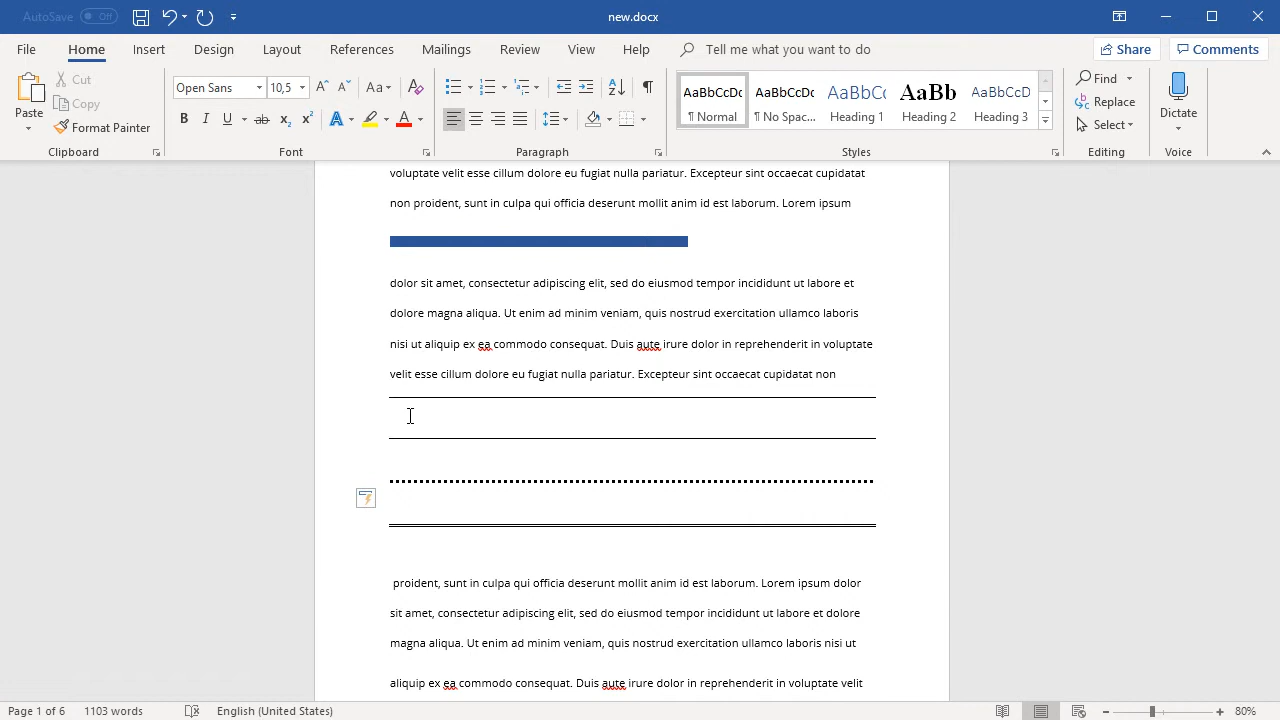 AutoSave Off
new.docx
File Home Insert Design Layout References Mailings Review View Help Tell me what you want to do Share Comments
Paste
Cut
Copy
Format Painter
Clipboard
Open Sans 10,5
Font
Paragraph
AaBbCcDc AaBbCcDc AaBbCc AaBb AaBbCcD
¶ Normal ¶ No Spac... Heading 1 Heading 2 Heading 3
Styles
Find
Replace
Select
Editing
Dictate
Voice
voluptate velit esse cillum dolore eu fugiat nulla pariatur. Excepteur sint occaecat cupidatat
non proident, sunt in culpa qui officia deserunt mollit anim id est laborum. Lorem ipsum
dolor sit amet, consectetur adipiscing elit, sed do eiusmod tempor incididunt ut labore et
dolore magna aliqua. Ut enim ad minim veniam, quis nostrud exercitation ullamco laboris
nisi ut aliquip ex ea commodo consequat. Duis aute irure dolor in reprehenderit in voluptate
velit esse cillum dolore eu fugiat nulla pariatur. Excepteur sint occaecat cupidatat non
proident, sunt in culpa qui officia deserunt mollit anim id est laborum. Lorem ipsum dolor
sit amet, consectetur adipiscing elit, sed do eiusmod tempor incididunt ut labore et dolore
magna aliqua. Ut enim ad minim veniam, quis nostrud exercitation ullamco laboris nisi ut
aliquip ex ea commodo consequat. Duis aute irure dolor in reprehenderit in voluptate velit
Page 1 of 6 1103 words English (United States) 80%